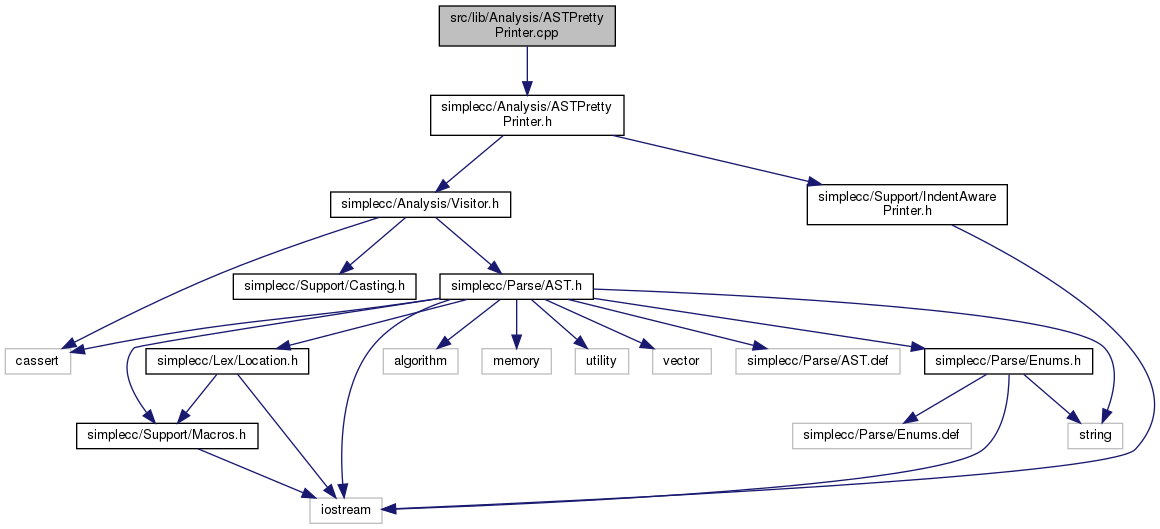 src/lib/Analysis/ASTPretty
Printer.cpp
simplecc/Analysis/ASTPretty
Printer.h
simplecc/Analysis/Visitor.h
simplecc/Support/IndentAware
Printer.h
simplecc/Support/Casting.h
simplecc/Parse/AST.h
cassert
simplecc/Lex/Location.h
algorithm
memory
utility
vector
simplecc/Parse/AST.def
simplecc/Parse/Enums.h
simplecc/Support/Macros.h
simplecc/Parse/Enums.def
string
iostream